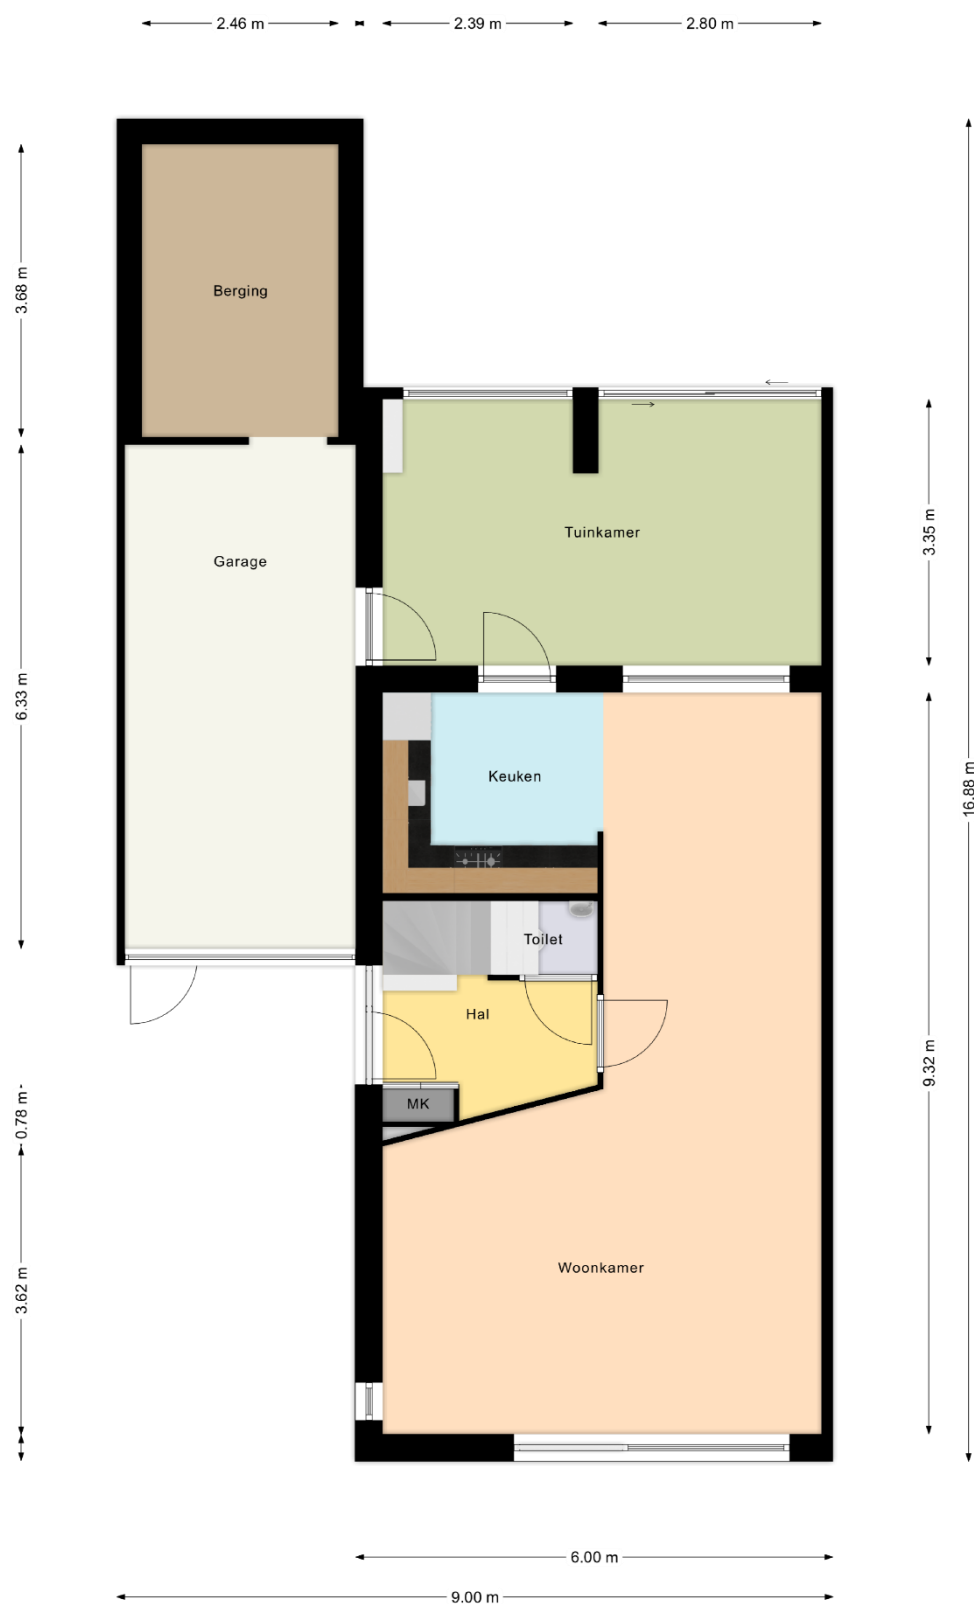 2.46 m
2.39 m
2.80 m
3.68 m
Berging
3.35 m
Tuinkamer
Garage
6.33 m
16.88 m
Keuken
Toilet
Hal
9.32 m
MK
0.78 m
3.62 m
Woonkamer
6.00 m
9.00 m